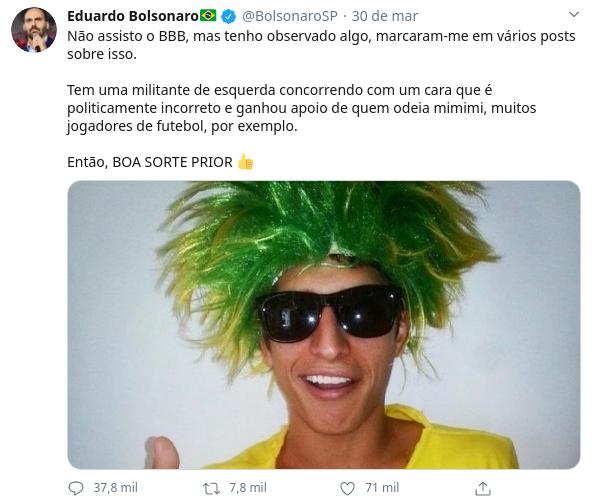 Eduardo Bolsonaro🇧🇷 @BolsonaroSP · 30 de mar
Não assisto o BBB, mas tenho observado algo, marcaram-me em vários posts
sobre isso.
Tem uma militante de esquerda concorrendo com um cara que é
politicamente incorreto e ganhou apoio de quem odeia mimimi, muitos
jogadores de futebol, por exemplo.
Então, BOA SORTE PRIOR 👍
37,8 mil 7,8 mil 71 mil